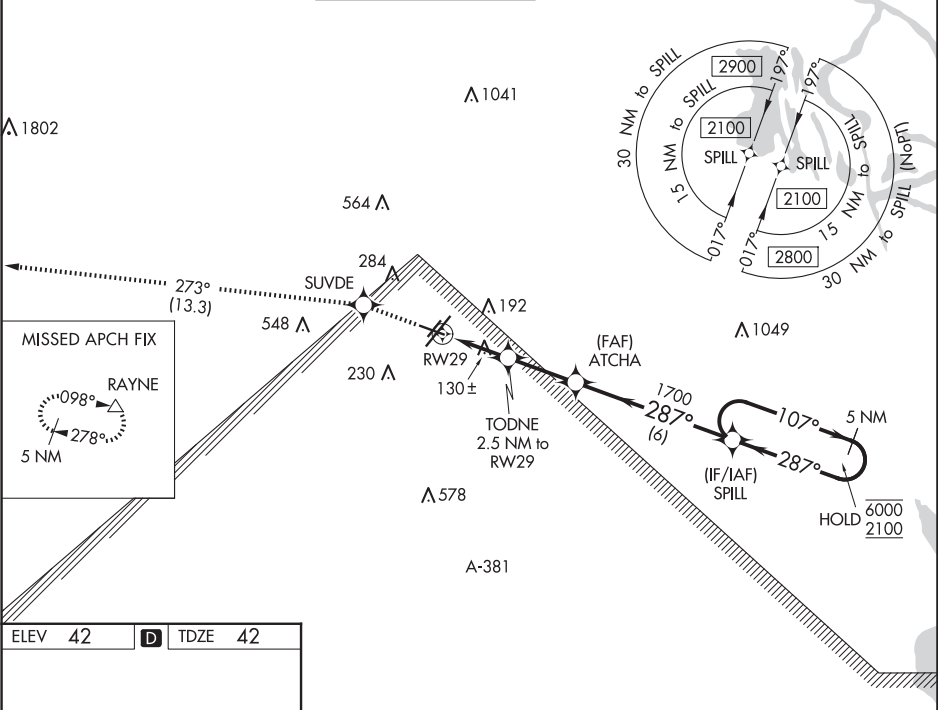 2900
197°
197°
30 NM to SPILL
15 NM to SPILL
2100
SPILL
SPILL
2100
15 NM to SPILL
30 NM to SPILL (NoPT)
017°
017°
2800
1041
1802
564
284
SUVDE
273°
(13.3)
548
192
1049
MISSED APCH FIX
RAYNE
098°
278°
5 NM
RW29
230
130 ±
(FAF)
ATCHA
TODNE
2.5 NM to
RW29
1700
287°
(6)
107°
5 NM
287°
(IF/IAF)
SPILL
HOLD
6000
2100
578
A-381
ELEV 42
D
TDZE 42